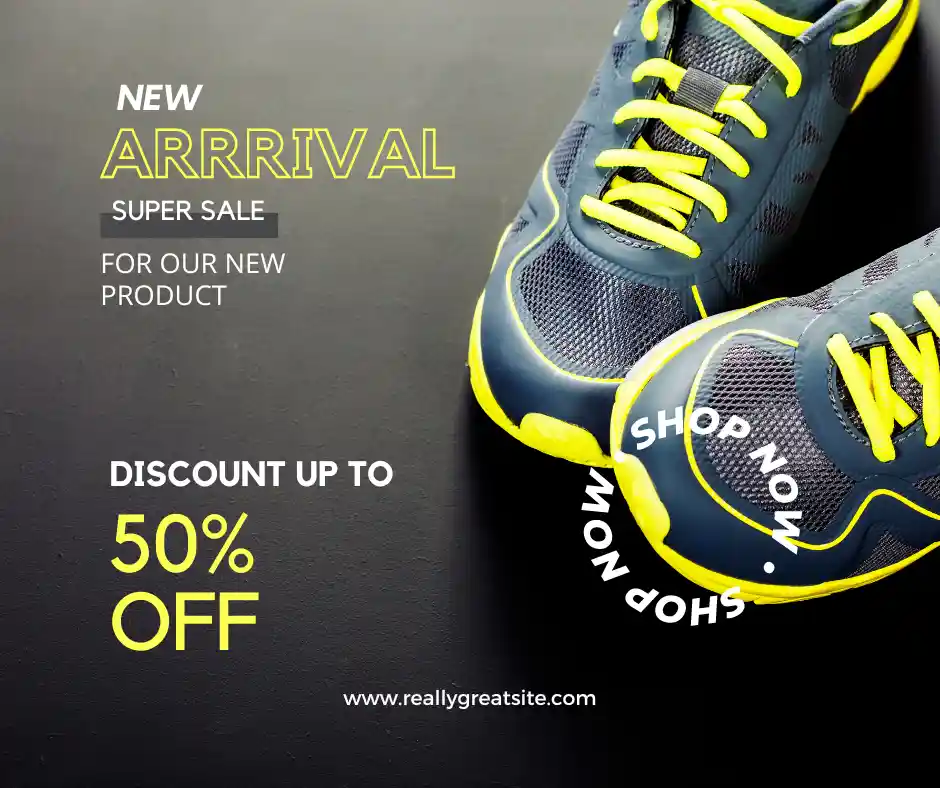 NEW
ARRRIVAL
SUPER SALE
FOR OUR NEW
PRODUCT
DISCOUNT UP TO
50%
OFF
SHOP NOW • SHOP NOW •
www.reallygreatsite.com